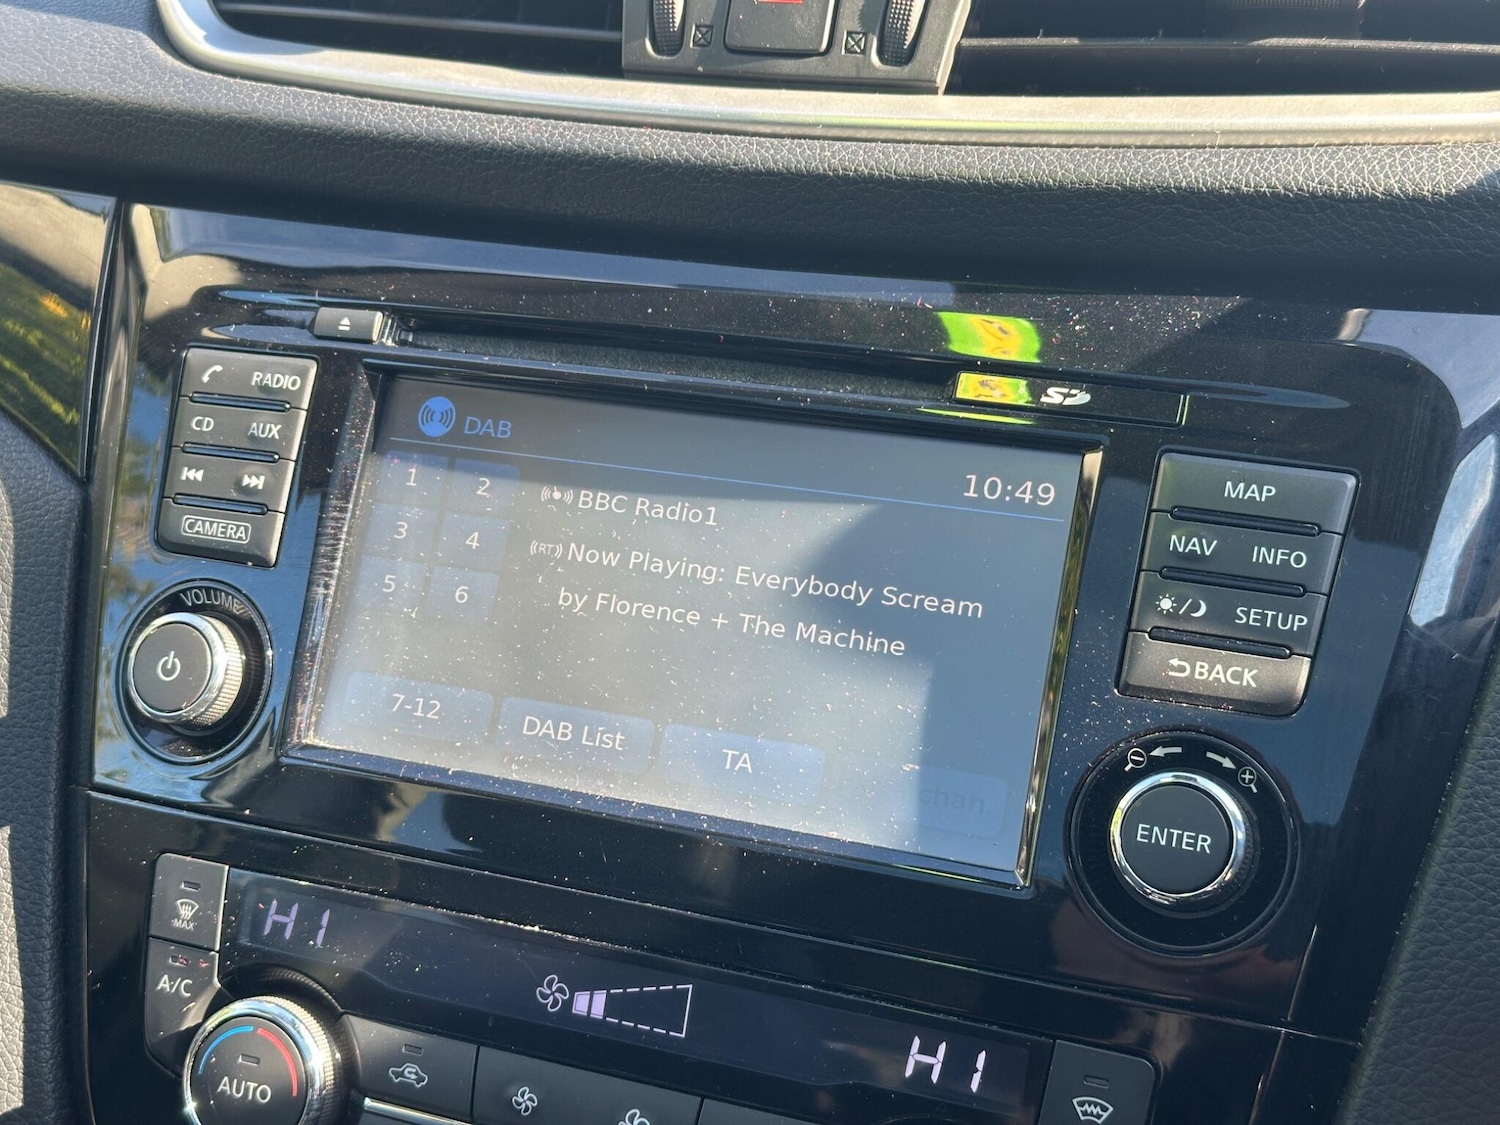 SD
RADIO
CD AUX
CAMERA
VOLUME
DAB
10:49
1 2
3 4
5 6
BBC Radio1
(RT) Now Playing: Everybody Scream
by Florence + The Machine
7-12
DAB List
TA
chan.
MAP
NAV INFO
SETUP
BACK
ENTER
MAX
A/C
HI
HI
AUTO